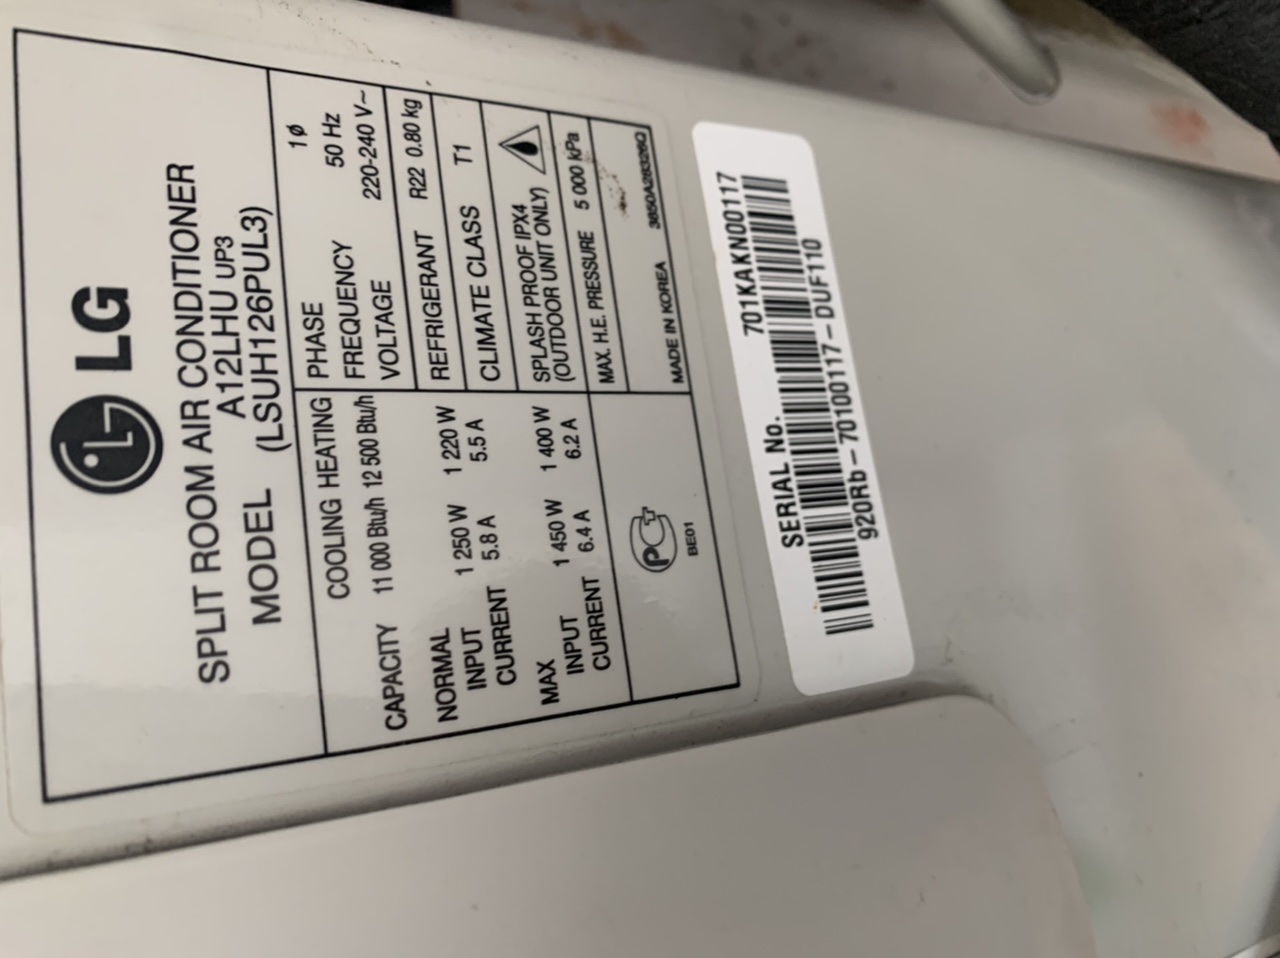 LG
SPLIT ROOM AIR CONDITIONER
A12LHU UP3
MODEL (LSUH126PUL3)
COOLING HEATING
CAPACITY 11 000 Btu/h 12 500 Btu/h
NORMAL
INPUT 1 250 W 1 220 W
CURRENT 5.8 A 5.5 A
MAX
INPUT 1 450 W 1 400 W
CURRENT 6.4 A 6.2 A
PHASE 1ø
FREQUENCY 50 Hz
VOLTAGE 220-240 V~
REFRIGERANT R22 0.80 kg
CLIMATE CLASS T1
SPLASH PROOF IPX4
(OUTDOOR UNIT ONLY)
MAX. H.E. PRESSURE 5 000 kPa
РСТ
BE01
MADE IN KOREA
SERIAL No. 701KAKN00117
920Rb-70100117-DUF110